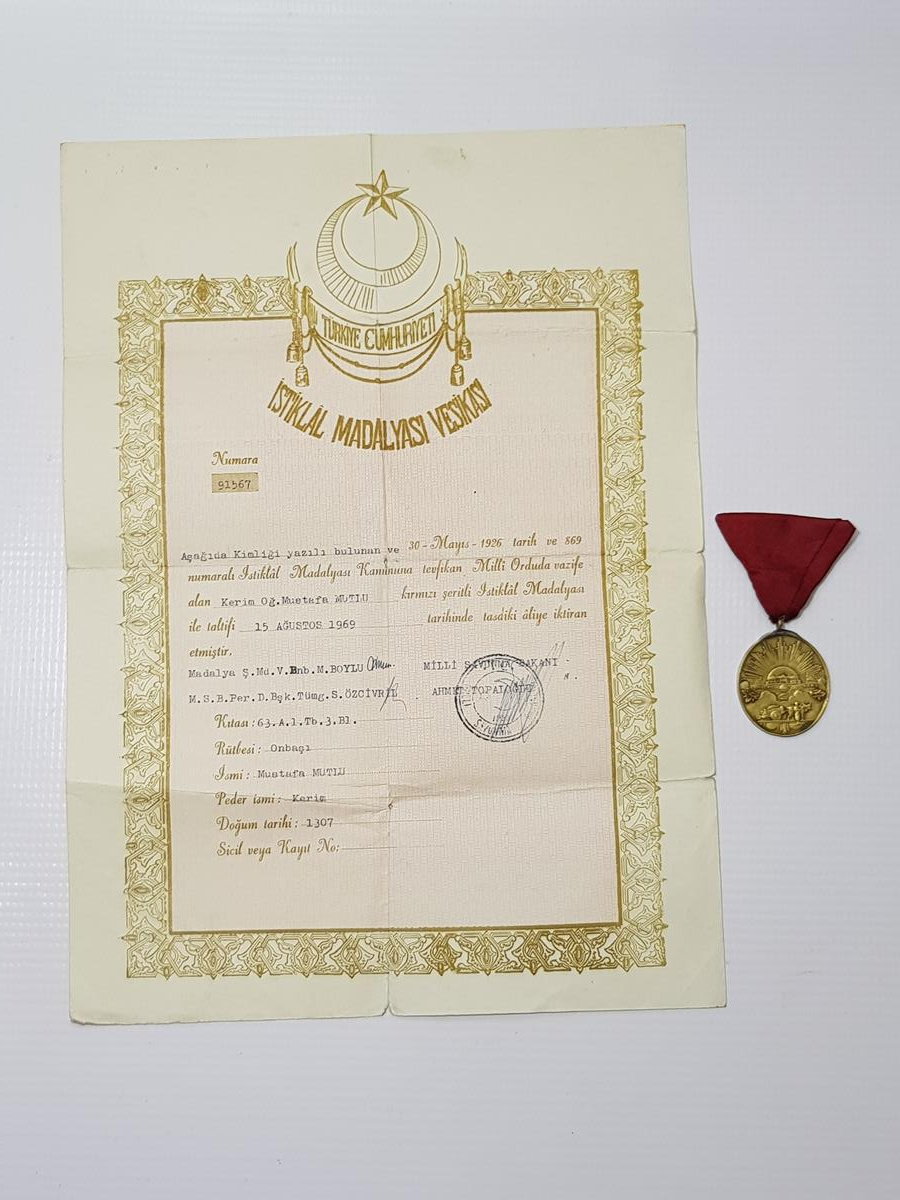 TÜRKİYE CÜMHURİYETİ
İSTİKLÂL MADALYASI VESİKASI
Numara
91567
Aşağıda Kimliği yazılı bulunan ve 30-Mayıs-1926 tarih ve 869
numaralı İstiklâl Madalyası Kanununa tevfikan Milli Orduda vazife
alan Kerim Oğ.Mustafa MUTLU kırmızı şeritli İstiklâl Madalyası
ile taltifi 15 AĞUSTOS 1969 tarihinde tasdiki âliye iktiran
etmiştir.
Madalya Ş.Md.V.Bnb.M.BOYLU MİLLİ SAVUNMA BAKANI
M.S.B.Per.D.Bşk.Tümg.S.ÖZCİVRİL AHMET TOPALOĞLU
Kıtası: 63.A.1.Tb.3.Bl.
Rütbesi: Onbaşı
İsmi: Mustafa MUTLU
Peder ismi: Kerim
Doğum tarihi: 1307
Sicil veya Kayıt No: